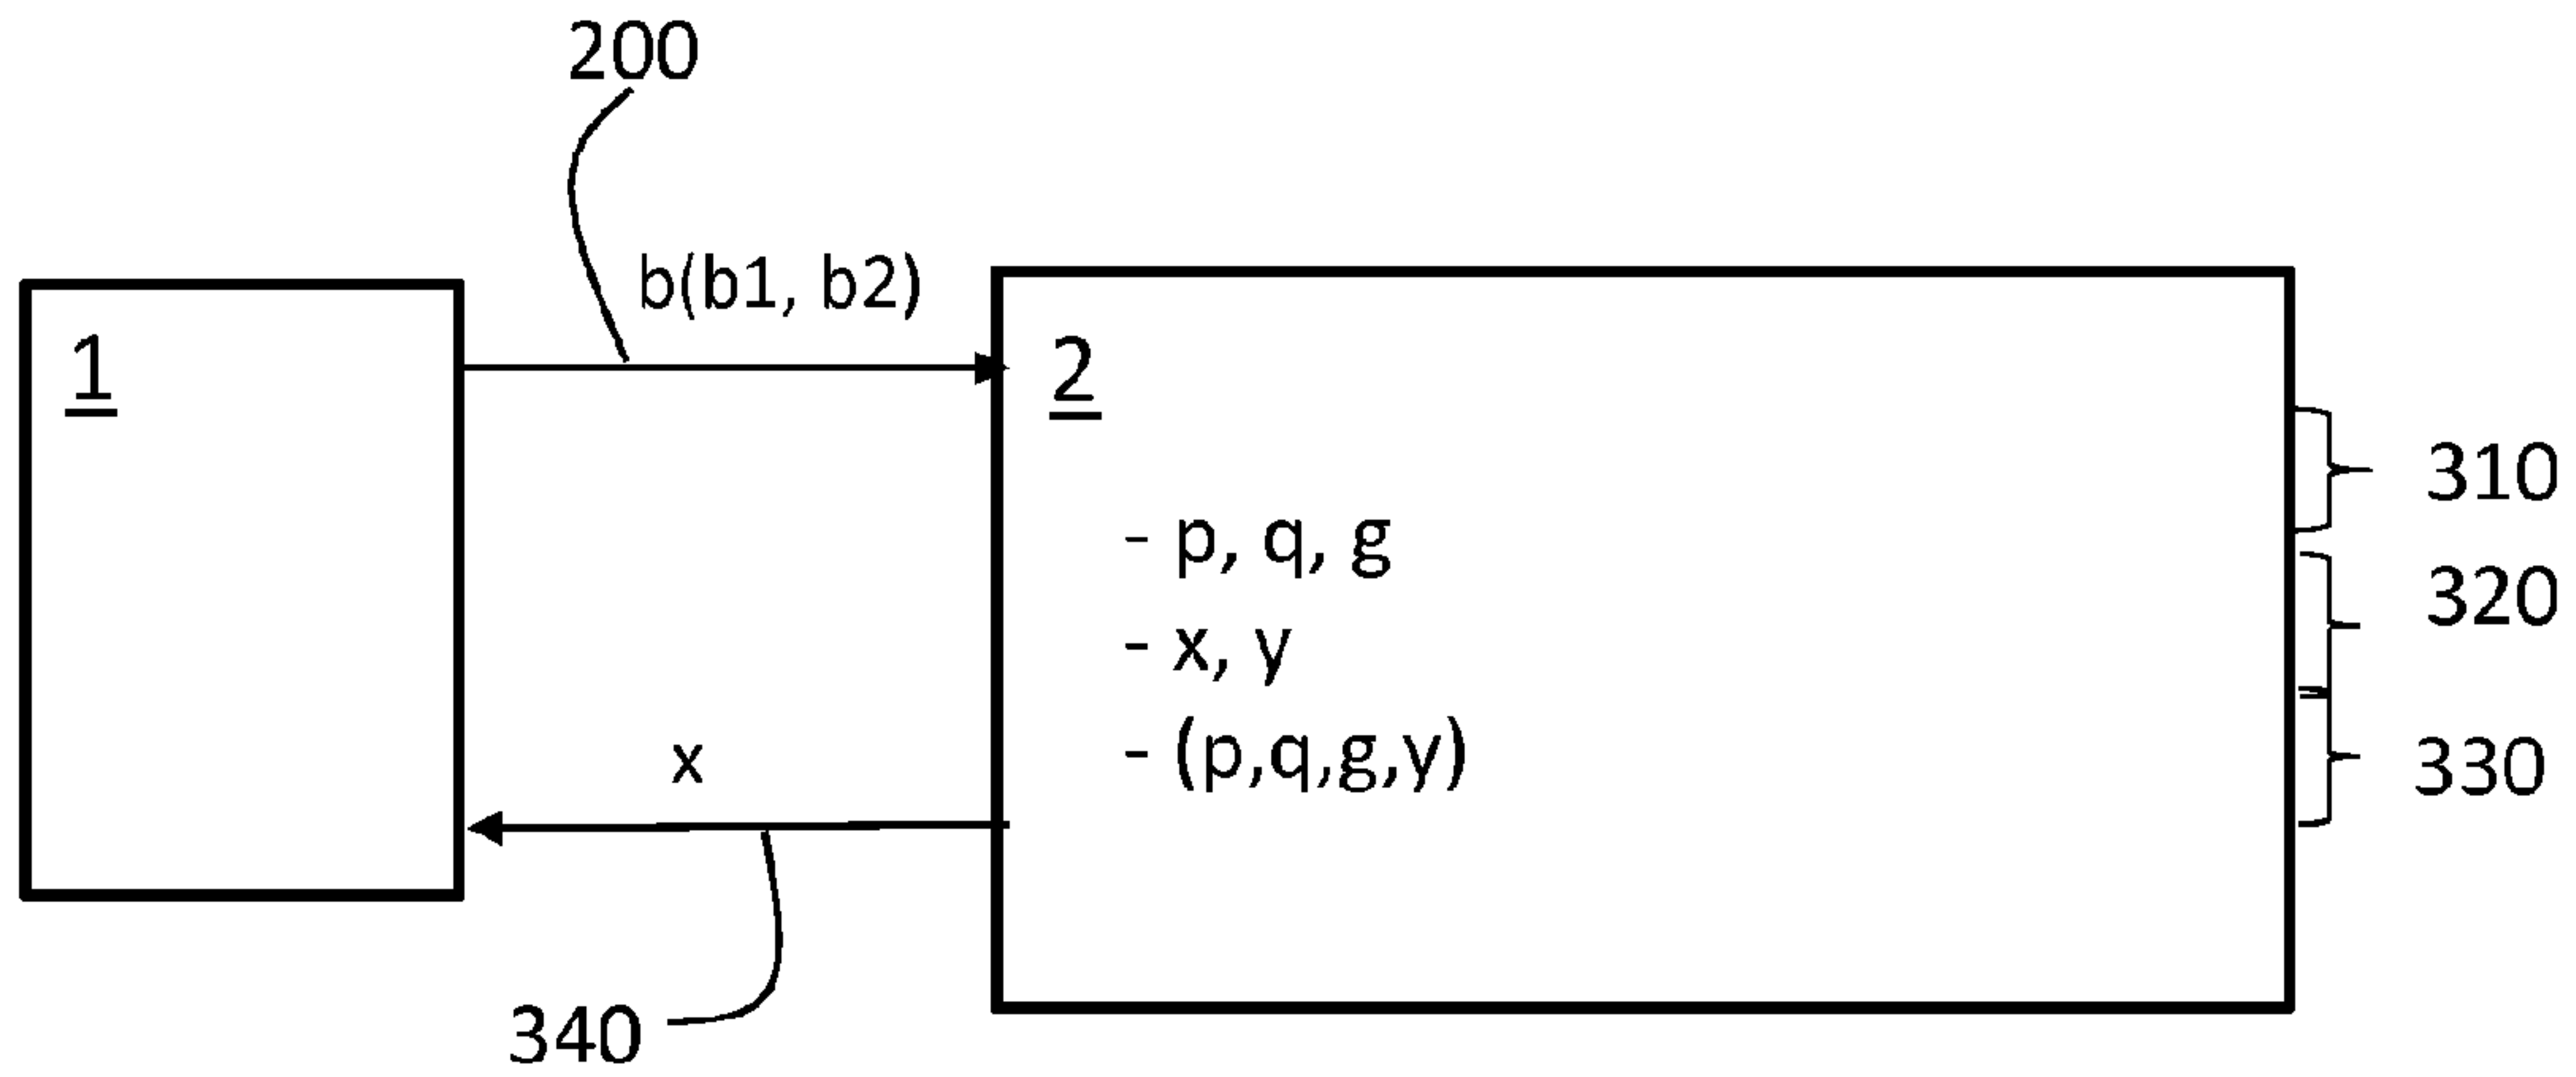 200
b(b1, b2)
1
2
310
- p, q, g
320
- x, y
330
- (p,q,g,y)
x
340